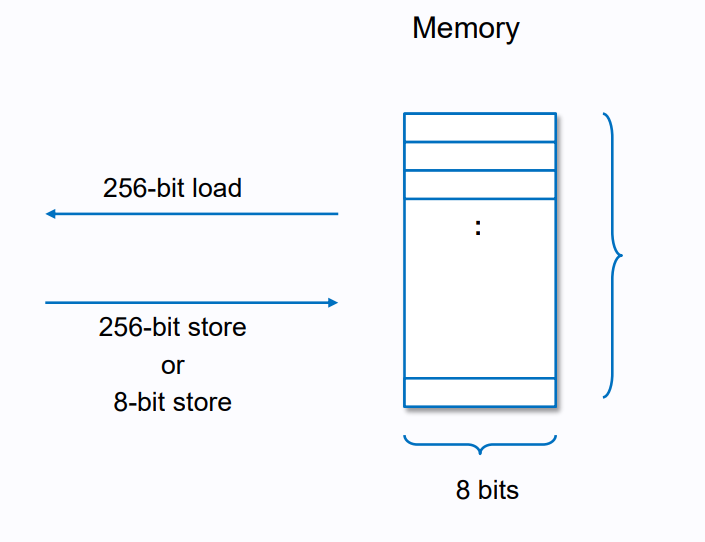 Memory
256-bit load
:
256-bit store
or
8-bit store
8 bits